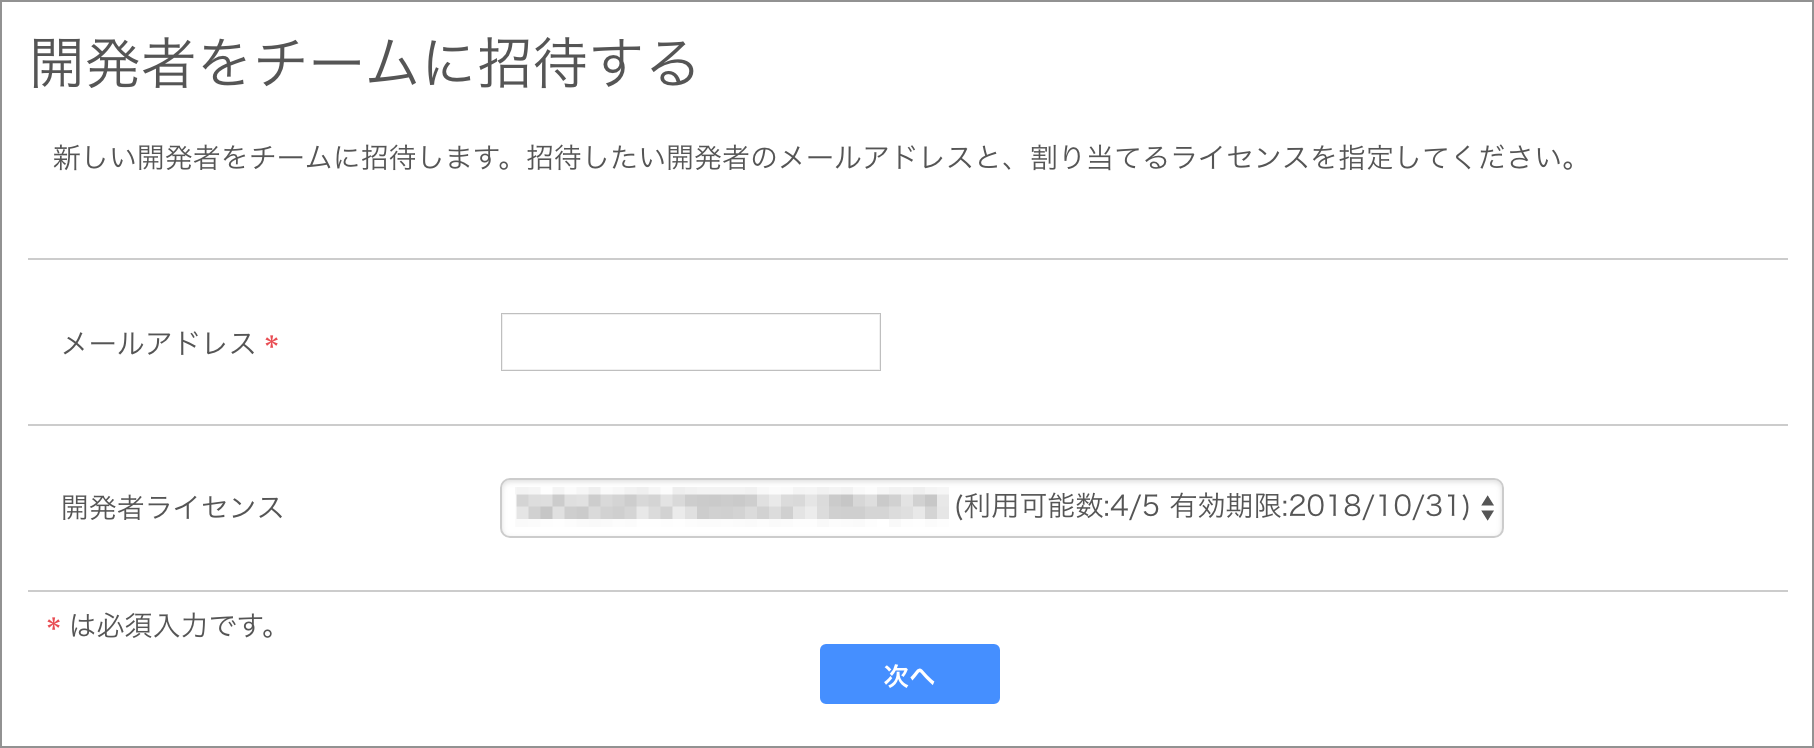 開発者をチームに招待する
新しい開発者をチームに招待します。招待したい開発者のメールアドレスと、割り当てるライセンスを指定してください。
メールアドレス *
開発者ライセンス
(利用可能数:4/5 有効期限:2018/10/31)
* は必須入力です。
次へ